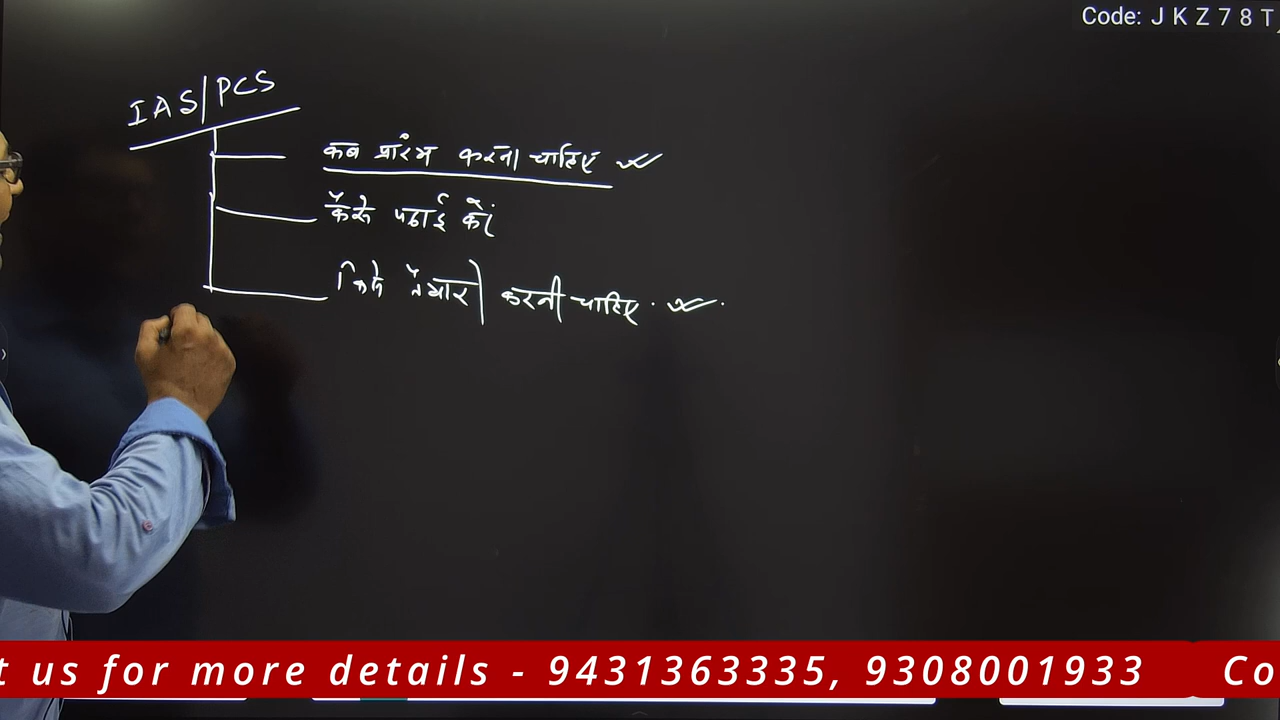 Code: J K Z 7 8 T
IAS/PCS
कब प्रारंभ करना चाहिए
कैसे पढाई करें
किसे तैयारी करनी चाहिए
t us for more details - 9431363335, 9308001933 Co